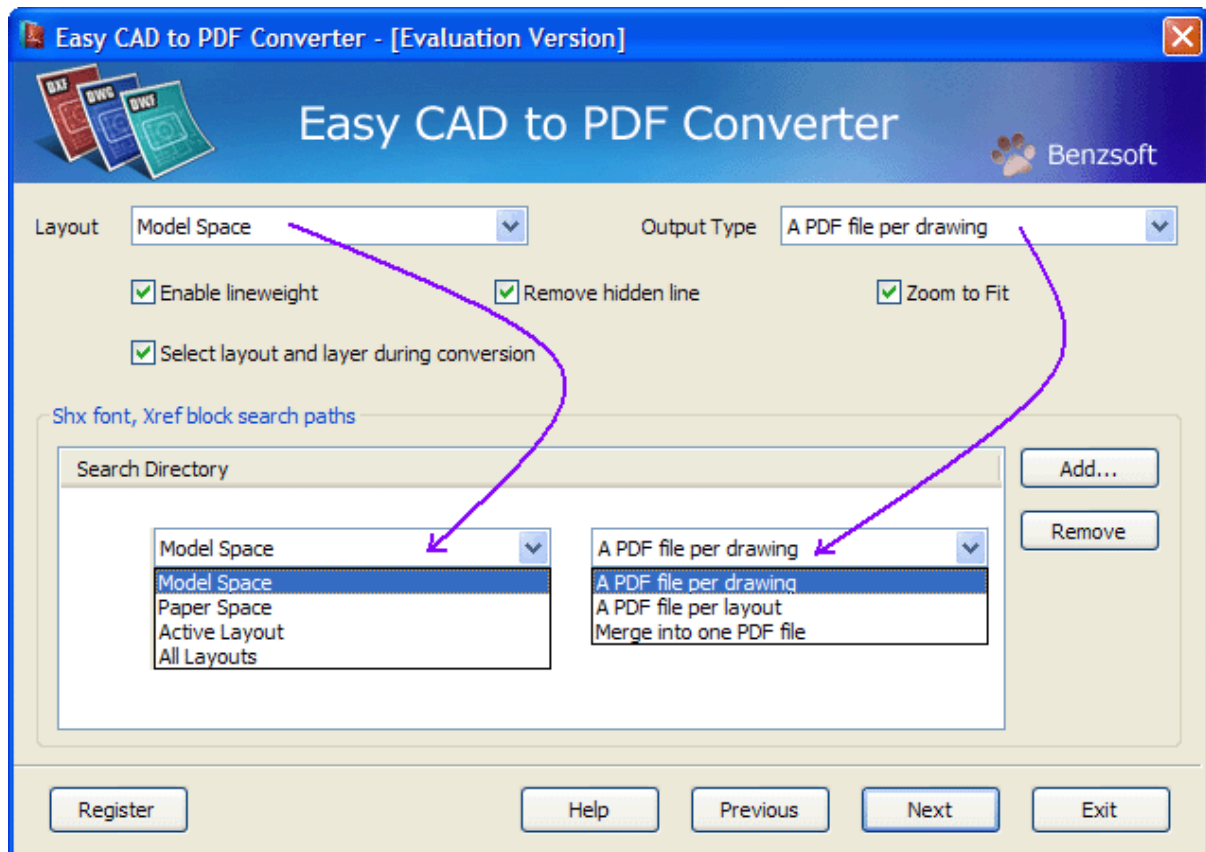 Easy CAD to PDF Converter - [Evaluation Version]
DXF DWG DWF
Easy CAD to PDF Converter
Benzsoft
Layout Model Space Output Type A PDF file per drawing
Enable lineweight Remove hidden line Zoom to Fit
Select layout and layer during conversion
Shx font, Xref block search paths
Search Directory Add...
Remove
Model Space A PDF file per drawing
Model Space A PDF file per drawing
Paper Space A PDF file per layout
Active Layout Merge into one PDF file
All Layouts
Register Help Previous Next Exit